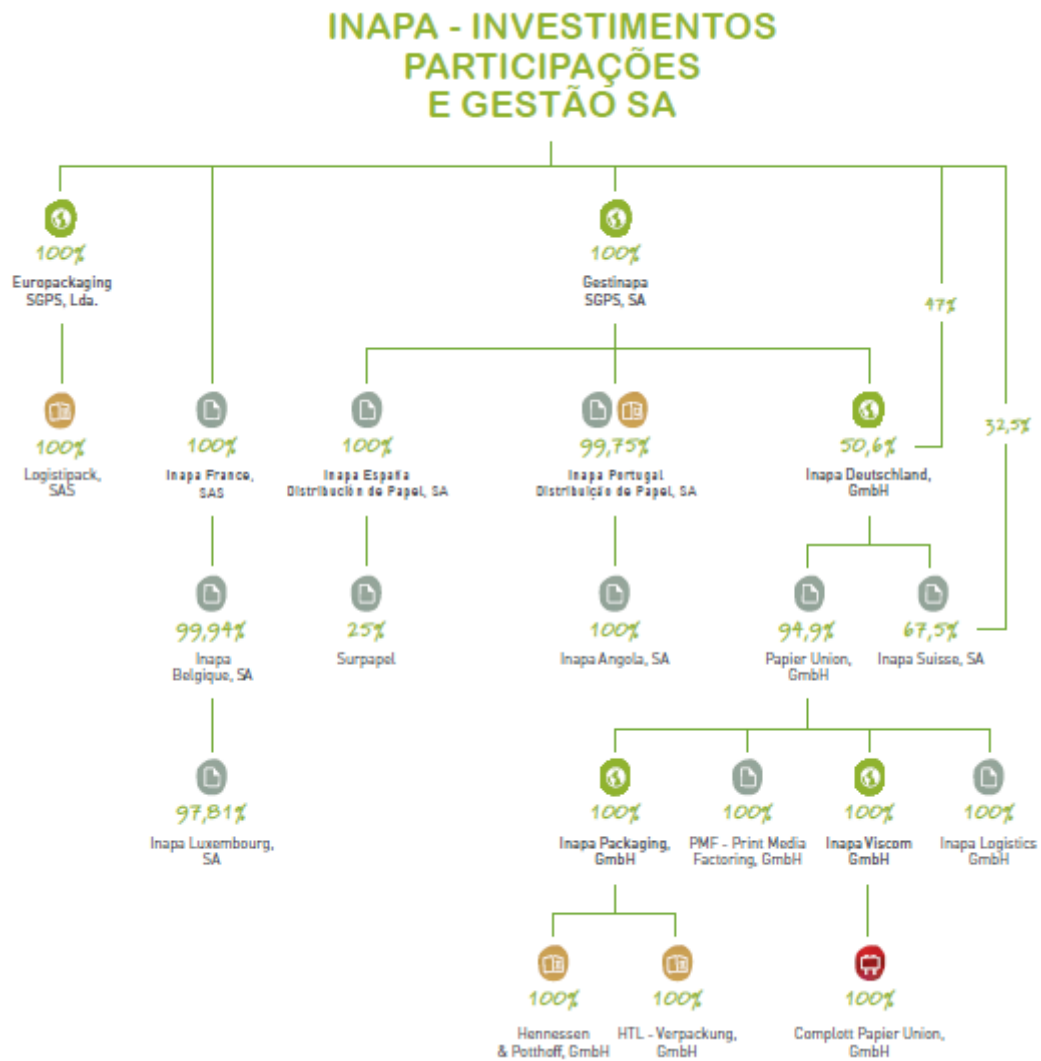 INAPA - INVESTIMENTOS
PARTICIPAÇÕES
E GESTÃO SA
100%
Europackaging
SGPS, Lda.
100%
Gestinapa
SGPS, SA
47%
32,5%
100%
Logistipack,
SAS
100%
Inapa France,
SAS
100%
Inapa España
Distribución de Papel, SA
99,75%
Inapa Portugal
Distribuição de Papel, SA
50,6%
Inapa Deutschland,
GmbH
99,94%
Inapa
Belgique, SA
25%
Surpapel
100%
Inapa Angola, SA
94,9%
Papier Union,
GmbH
67,5%
Inapa Suisse, SA
97,81%
Inapa Luxembourg,
SA
100%
Inapa Packaging,
GmbH
100%
PMF - Print Media
Factoring, GmbH
100%
Inapa Viscom
GmbH
100%
Inapa Logistics
GmbH
100%
Hennessen
& Potthoff, GmbH
100%
HTL - Verpackung,
GmbH
100%
Complott Papier Union,
GmbH